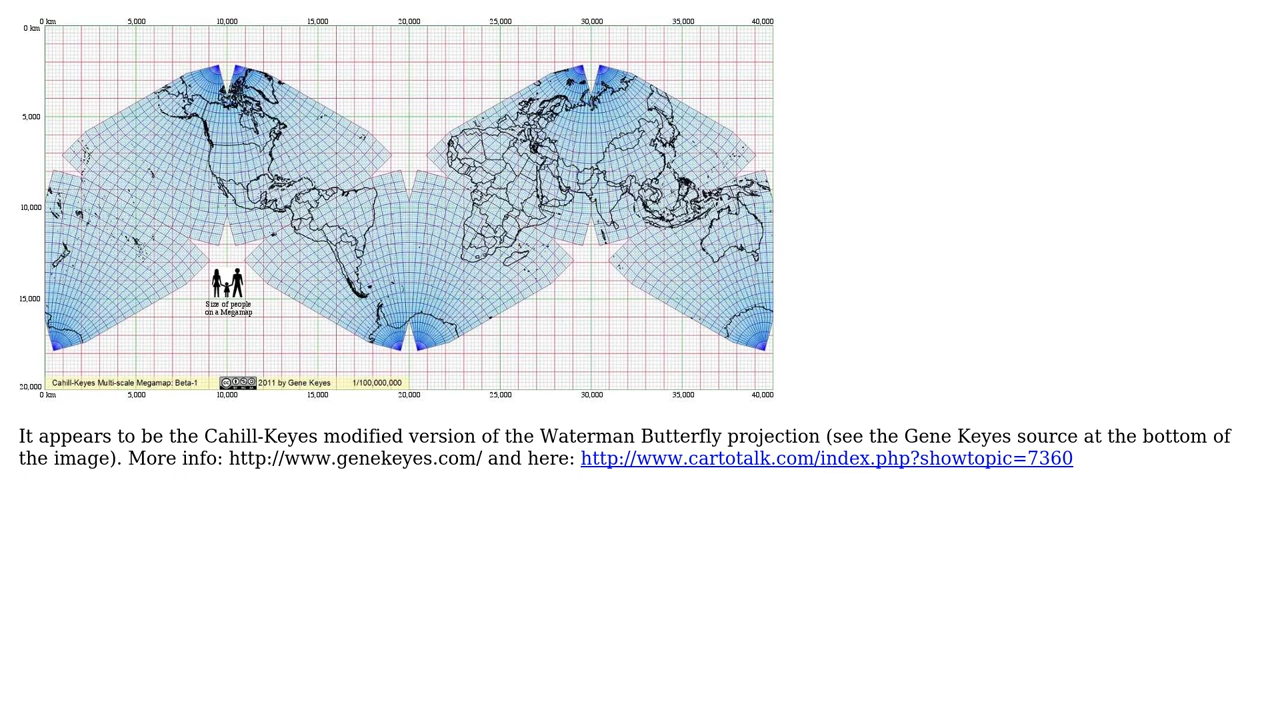 0 km 5,000 10,000 15,000 20,000 25,000 30,000 35,000 40,000
0 km
5,000
10,000
15,000
20,000
Size of people
on a Megamap
Cahill-Keyes Multi-scale Megamap: Beta-1 2011 by Gene Keyes 1/100,000,000
0 km 5,000 10,000 15,000 20,000 25,000 30,000 35,000 40,000
It appears to be the Cahill-Keyes modified version of the Waterman Butterfly projection (see the Gene Keyes source at the bottom of
the image). More info: http://www.genekeyes.com/ and here: http://www.cartotalk.com/index.php?showtopic=7360